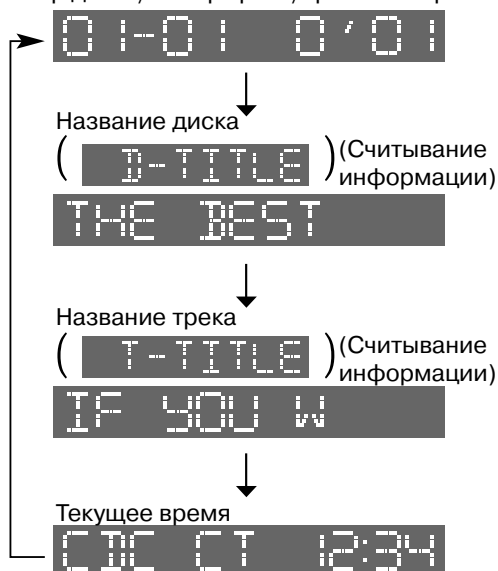 01-01 0'01
Название диска
( D-TITLE ) (Считывание информации)
THE BEST
Название трека
( T-TITLE ) (Считывание информации)
IF YOU W
Текущее время
CDC CT 12:34